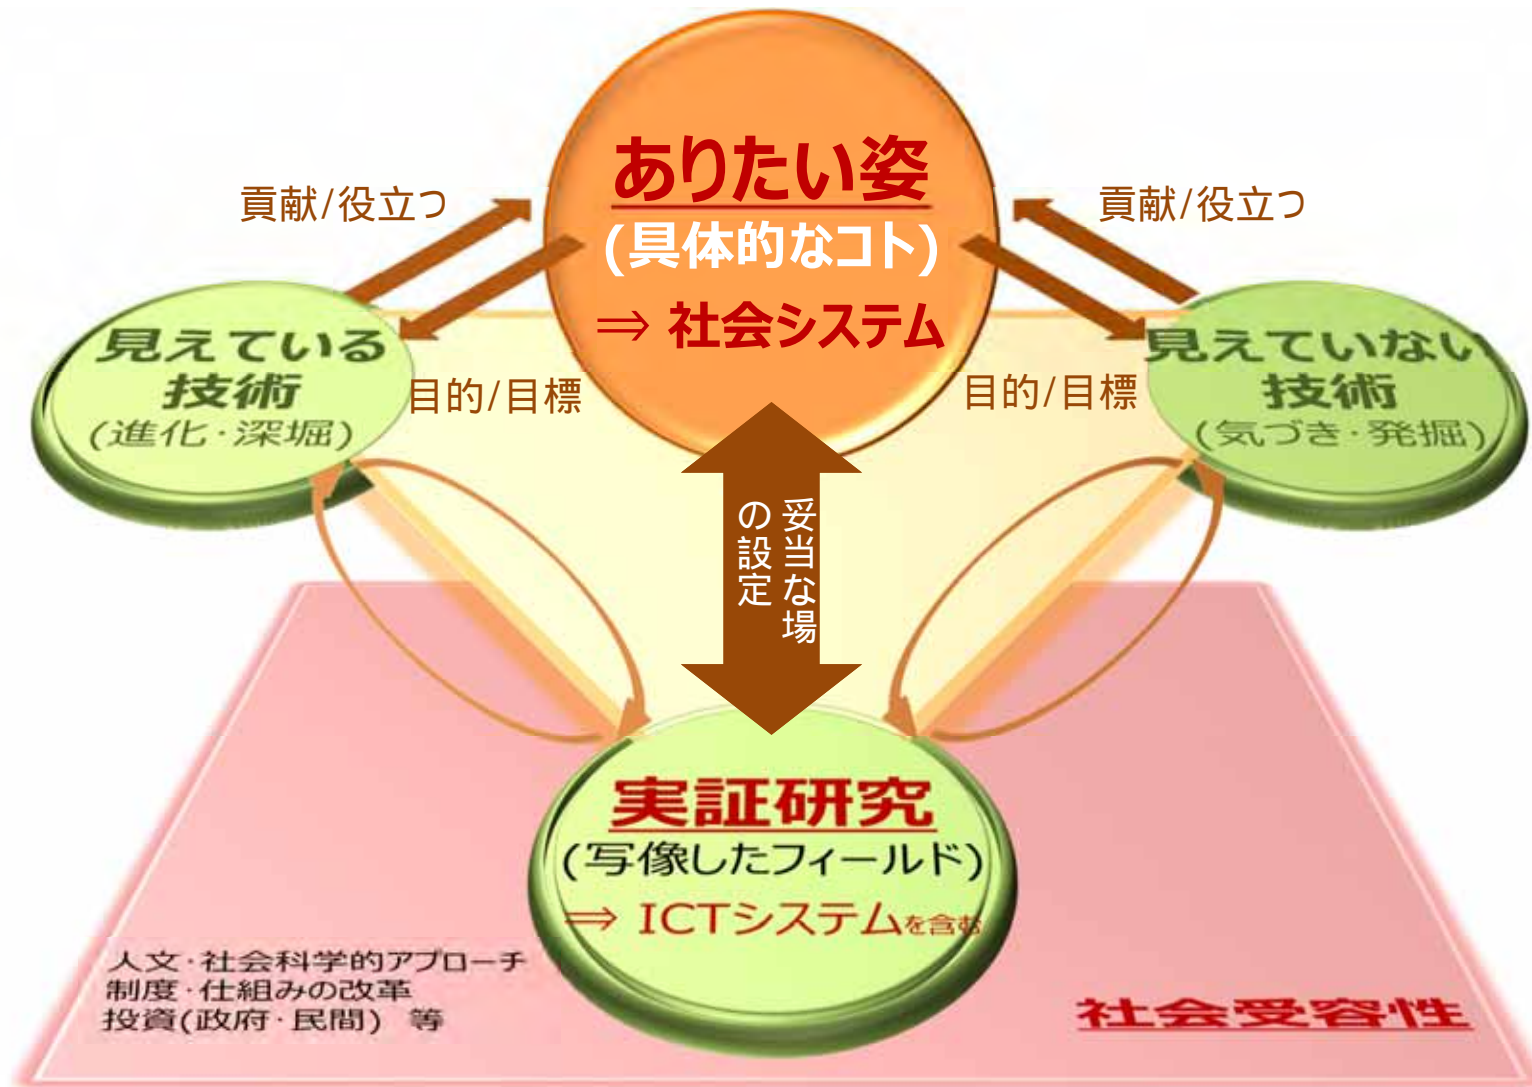 ありたい姿
(具体的なコト)
⇒ 社会システム
貢献/役立つ
貢献/役立つ
見えている
技術
(進化・深堀)
目的/目標
目的/目標
見えていない
技術
(気づき・発掘)
妥当な場
の設定
実証研究
(写像したフィールド)
⇒ ICTシステムを含む
人文・社会科学的アプローチ
制度・仕組みの改革
投資(政府・民間) 等
社会受容性